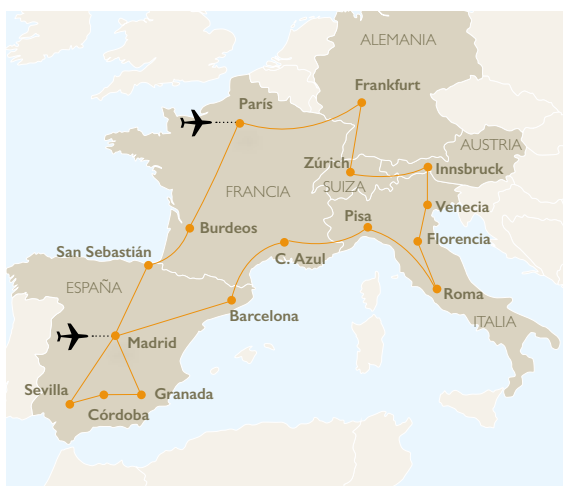 ALEMANIA
Frankfurt
París
AUSTRIA
Zúrich
Innsbruck
SUIZA
FRANCIA
Venecia
Pisa
Burdeos
Florencia
San Sebastián
C. Azul
ESPAÑA
Roma
Barcelona
ITALIA
Madrid
Sevilla
Granada
Córdoba